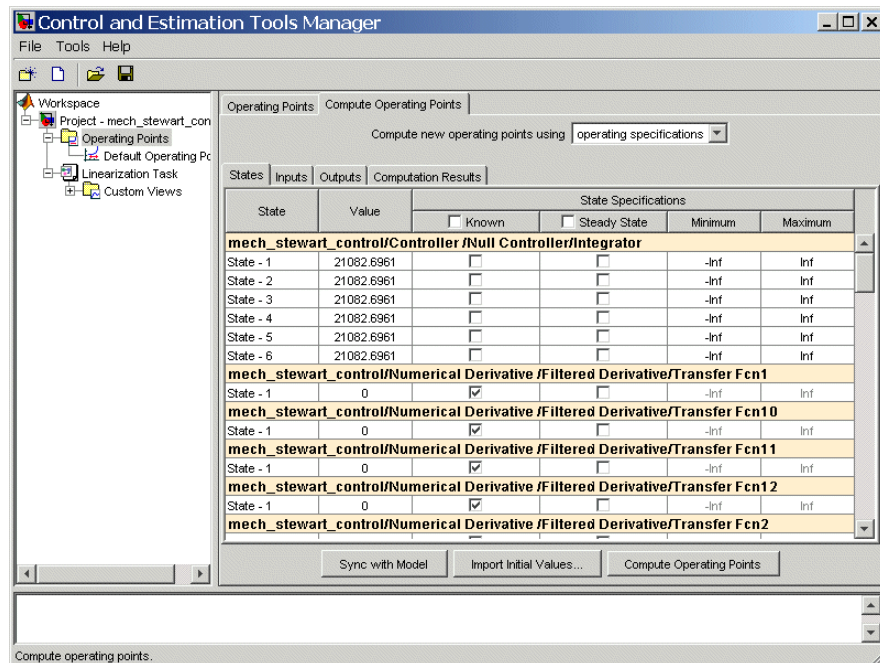 Control and Estimation Tools Manager
File Tools Help
Workspace
Project - mech_stewart_con
Operating Points
Default Operating Pc
Linearization Task
Custom Views
Operating Points Compute Operating Points
Compute new operating points using operating specifications
States Inputs Outputs Computation Results
State Value State Specifications
Known Steady State Minimum Maximum
mech_stewart_control/Controller /Null Controller/Integrator
State - 1 21082.6961 -Inf Inf
State - 2 21082.6961 -Inf Inf
State - 3 21082.6961 -Inf Inf
State - 4 21082.6961 -Inf Inf
State - 5 21082.6961 -Inf Inf
State - 6 21082.6961 -Inf Inf
mech_stewart_control/Numerical Derivative /Filtered Derivative/Transfer Fcn1
State - 1 0 -Inf Inf
mech_stewart_control/Numerical Derivative /Filtered Derivative/Transfer Fcn10
State - 1 0 -Inf Inf
mech_stewart_control/Numerical Derivative /Filtered Derivative/Transfer Fcn11
State - 1 0 -Inf Inf
mech_stewart_control/Numerical Derivative /Filtered Derivative/Transfer Fcn12
State - 1 0 -Inf Inf
mech_stewart_control/Numerical Derivative /Filtered Derivative/Transfer Fcn2
Sync with Model Import Initial Values... Compute Operating Points
Compute operating points.